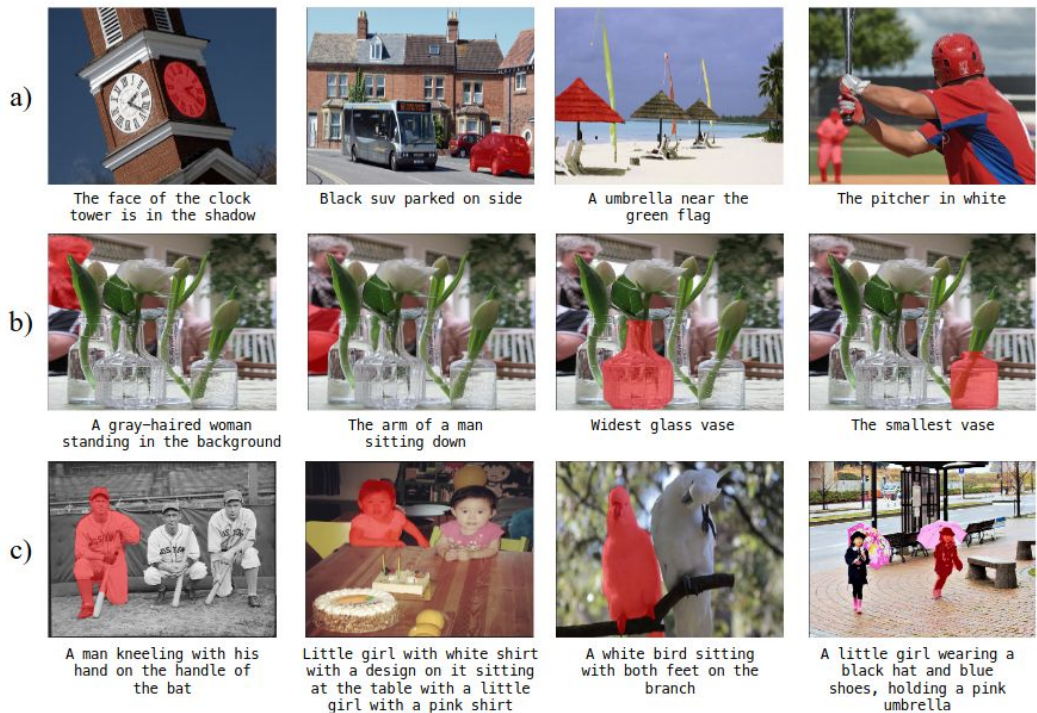 a)
The face of the clock
tower is in the shadow
Black suv parked on side
A umbrella near the
green flag
The pitcher in white
b)
A gray-haired woman
standing in the background
The arm of a man
sitting down
Widest glass vase
The smallest vase
c)
A man kneeling with his
hand on the handle of
the bat
Little girl with white shirt
with a design on it sitting
at the table with a little
girl with a pink shirt
A white bird sitting
with both feet on the
branch
A little girl wearing a
black hat and blue
shoes, holding a pink
umbrella